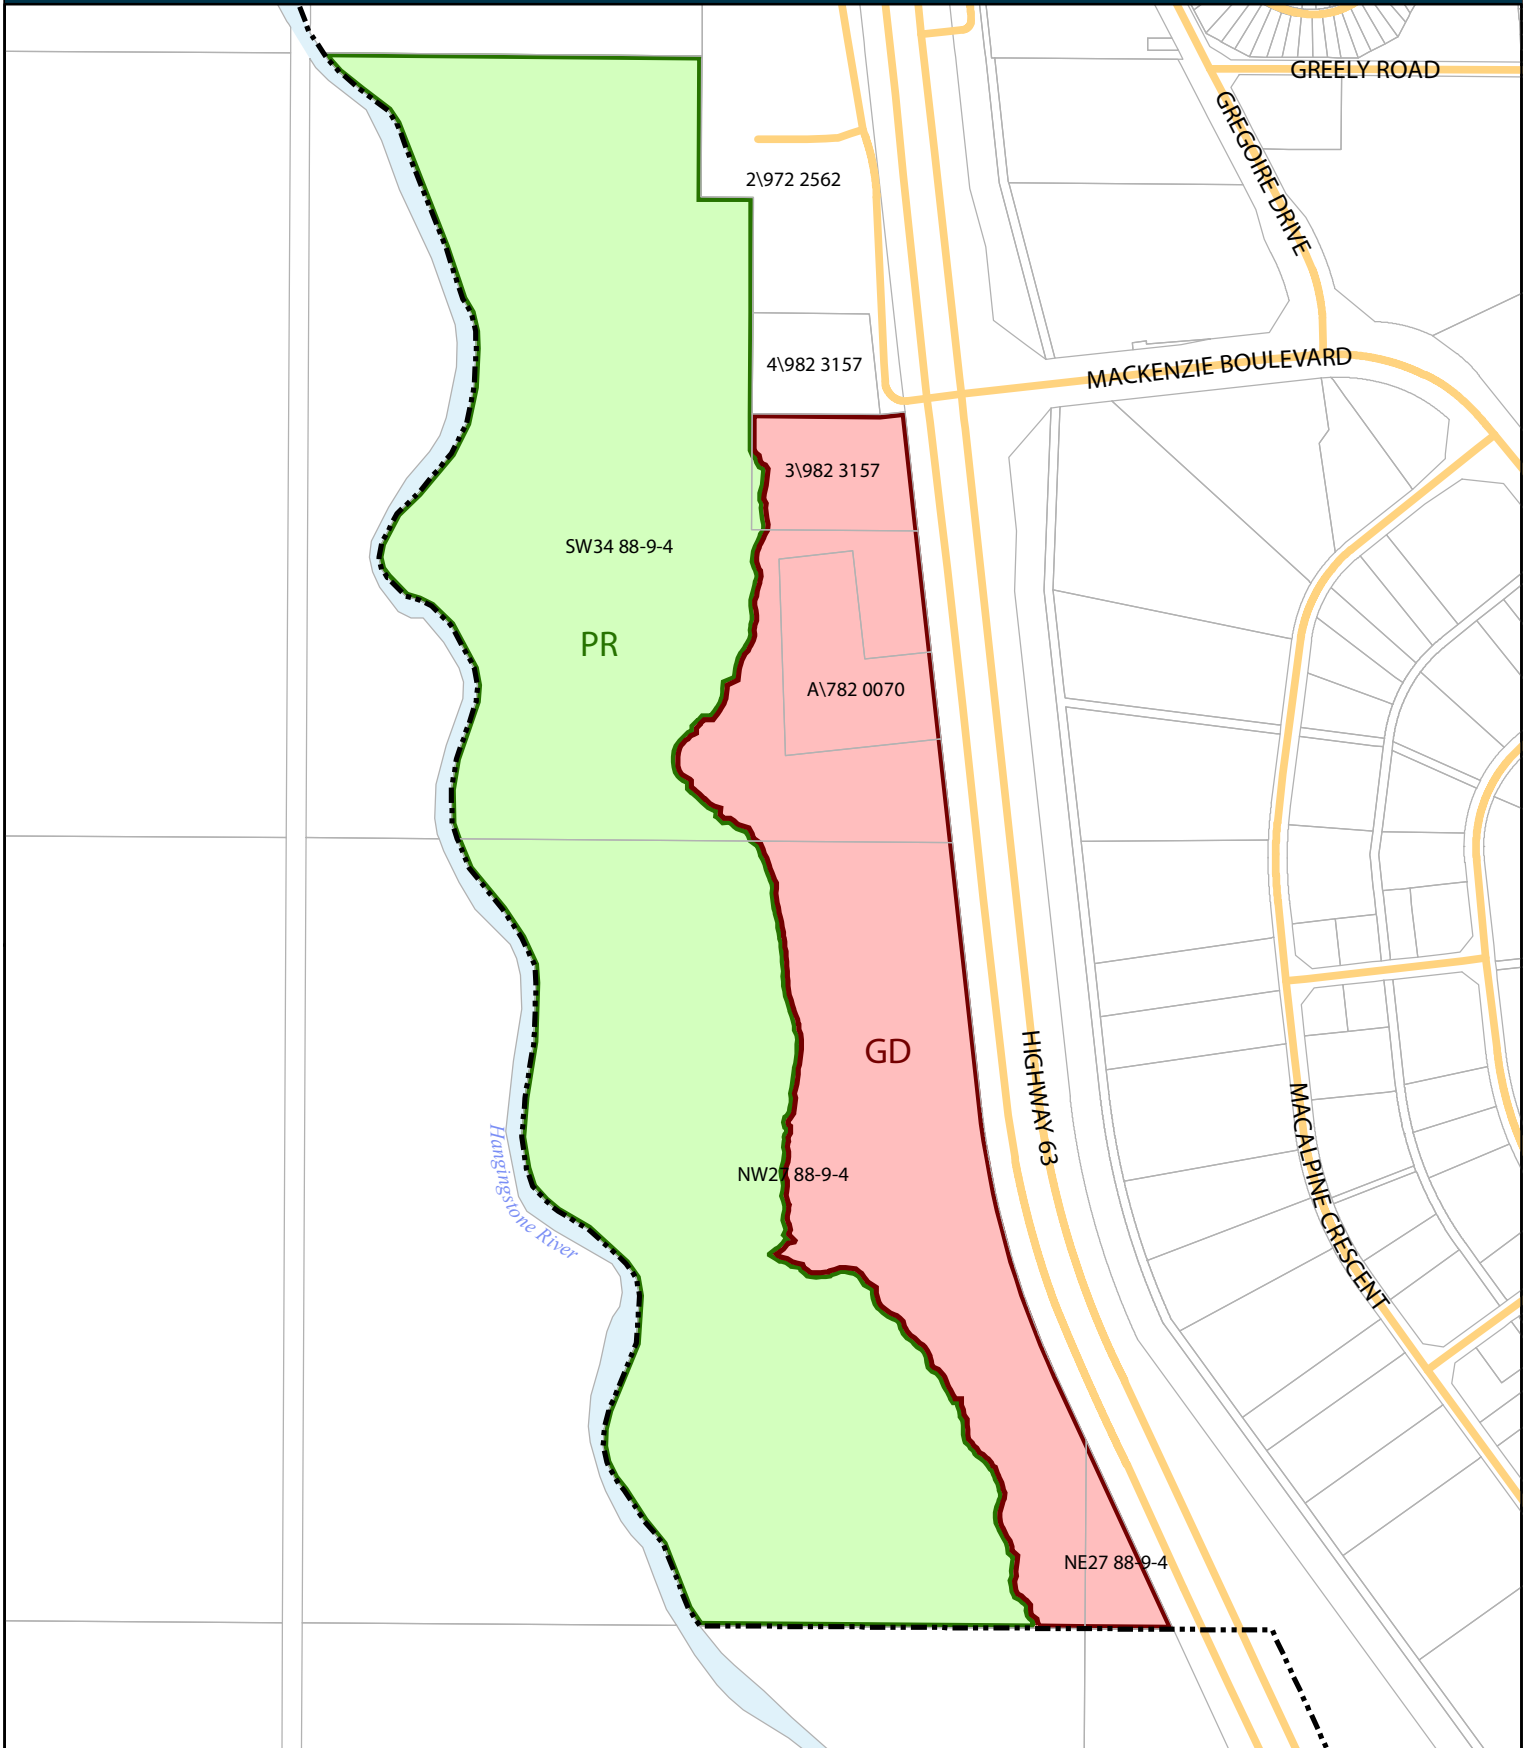 GREELY ROAD
GREGOIRE DRIVE
2\972 2562
MACKENZIE BOULEVARD
4\982 3157
3\982 3157
SW34 88-9-4
PR
A\782 0070
GD
HIGHWAY 63
MACALPINE CRESCENT
NW27 88-9-4
Hangingstone River
NE27 88-9-4